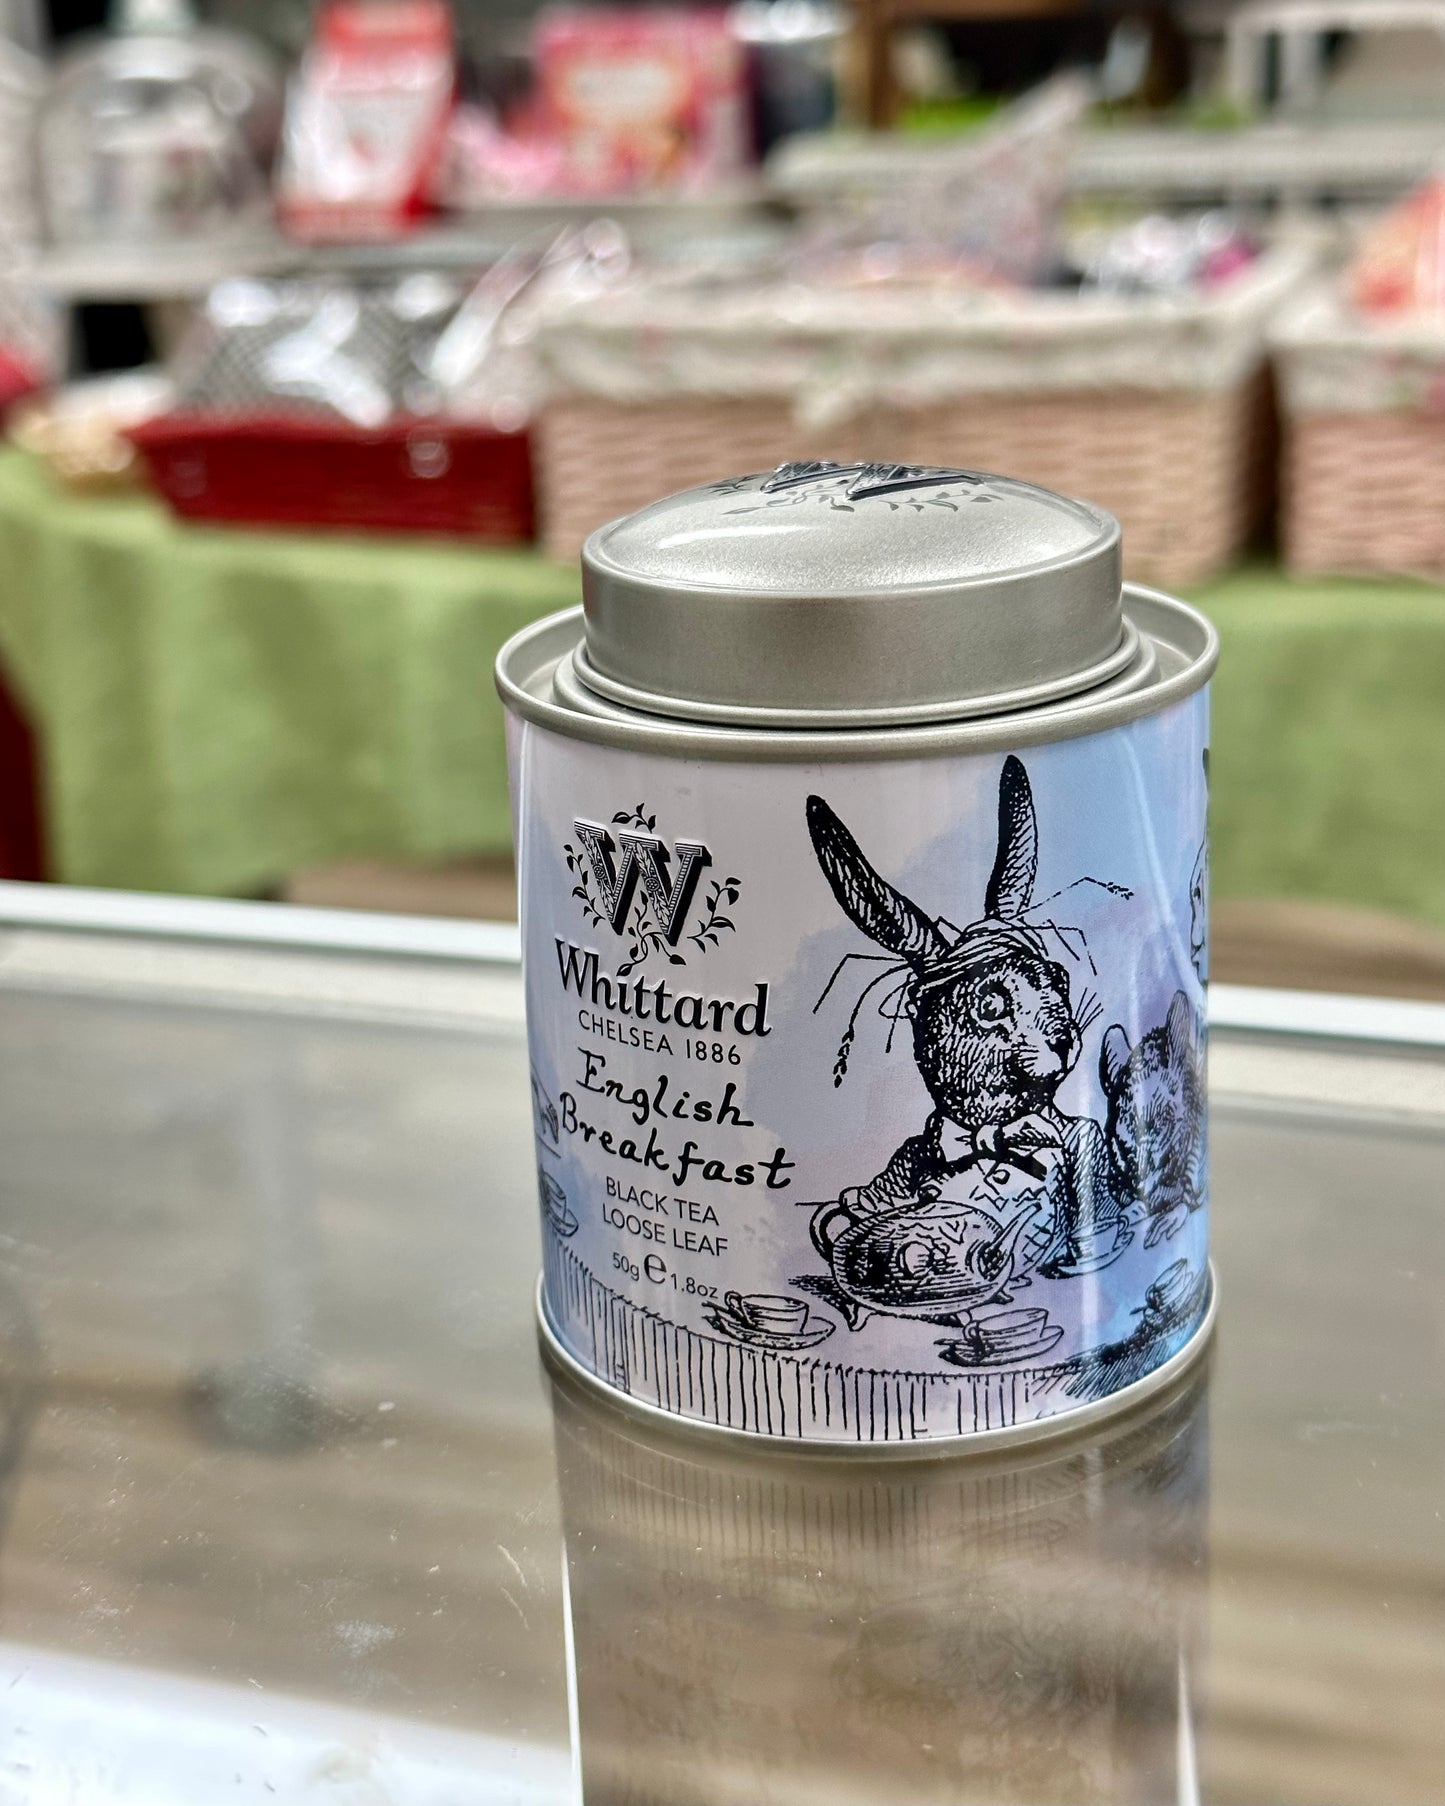 W
W
Whittard
CHELSEA 1886
English
Breakfast
BLACK TEA
LOOSE LEAF
50g e 1.8oz